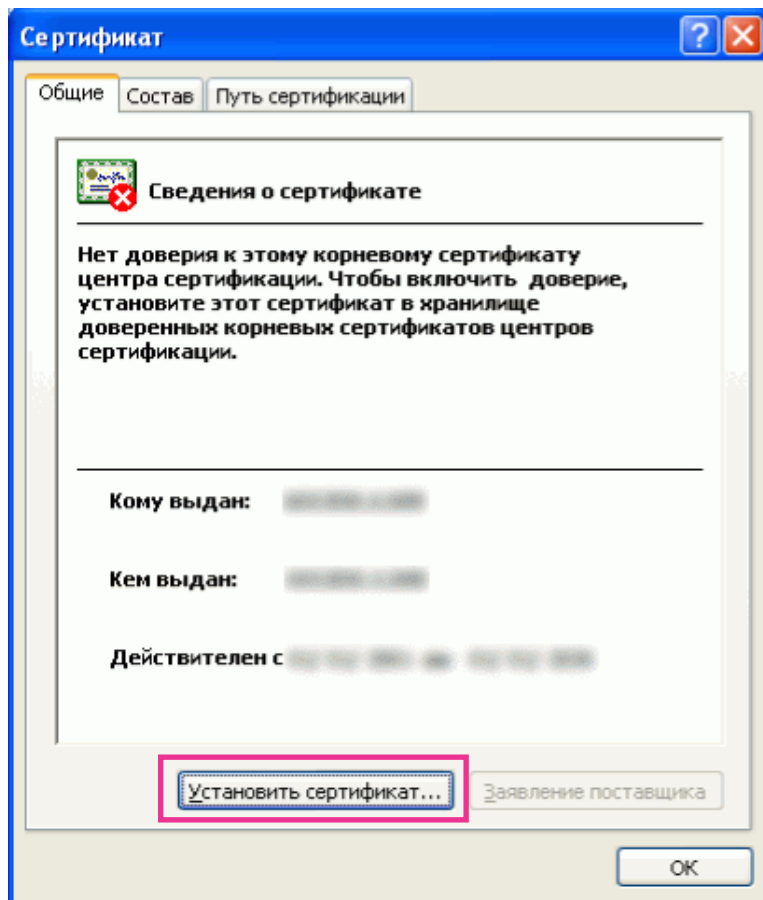 Сертификат
Общие Состав Путь сертификации
Сведения о сертификате
Нет доверия к этому корневому сертификату
центра сертификации. Чтобы включить доверие,
установите этот сертификат в хранилище
доверенных корневых сертификатов центров
сертификации.
Кому выдан:
Кем выдан:
Действителен с
Установить сертификат... Заявление поставщика
ОК